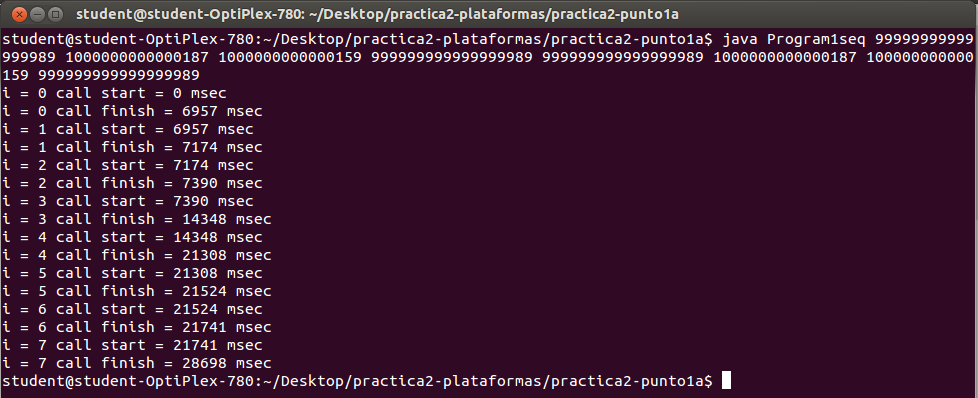 student@student-OptiPlex-780: ~/Desktop/practica2-plataformas/practica2-punto1a
student@student-OptiPlex-780:~/Desktop/practica2-plataformas/practica2-punto1a$ java Program1seq 99999999999
9999989 1000000000000187 1000000000000159 999999999999999989 999999999999999989 1000000000000187 100000000000
159 999999999999999989
i = 0 call start = 0 msec
i = 0 call finish = 6957 msec
i = 1 call start = 6957 msec
i = 1 call finish = 7174 msec
i = 2 call start = 7174 msec
i = 2 call finish = 7390 msec
i = 3 call start = 7390 msec
i = 3 call finish = 14348 msec
i = 4 call start = 14348 msec
i = 4 call finish = 21308 msec
i = 5 call start = 21308 msec
i = 5 call finish = 21524 msec
i = 6 call start = 21524 msec
i = 6 call finish = 21741 msec
i = 7 call start = 21741 msec
i = 7 call finish = 28698 msec
student@student-OptiPlex-780:~/Desktop/practica2-plataformas/practica2-punto1a$